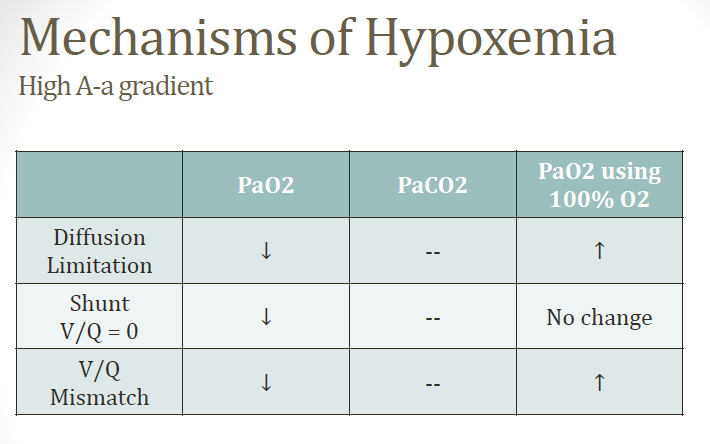 Mechanisms of Hypoxemia
High A-a gradient
PaO2
PaCO2
PaO2 using
100% O2
Diffusion
Limitation
↓
--
↑
Shunt
V/Q = 0
↓
--
No change
V/Q
Mismatch
↓
--
↑